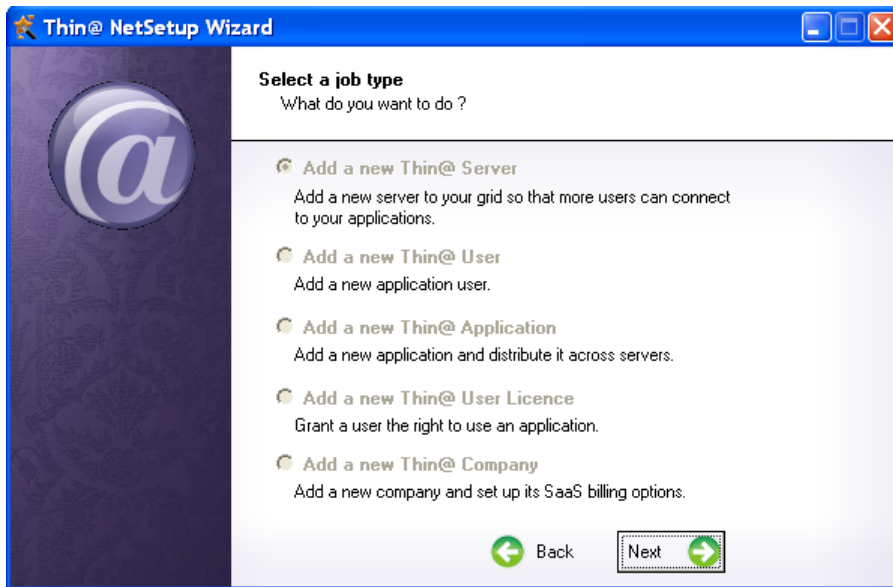 Thin@ NetSetup Wizard
Select a job type
What do you want to do ?
Add a new Thin@ Server
Add a new server to your grid so that more users can connect
to your applications.
Add a new Thin@ User
Add a new application user.
Add a new Thin@ Application
Add a new application and distribute it across servers.
Add a new Thin@ User Licence
Grant a user the right to use an application.
Add a new Thin@ Company
Add a new company and set up its SaaS billing options.
Back Next